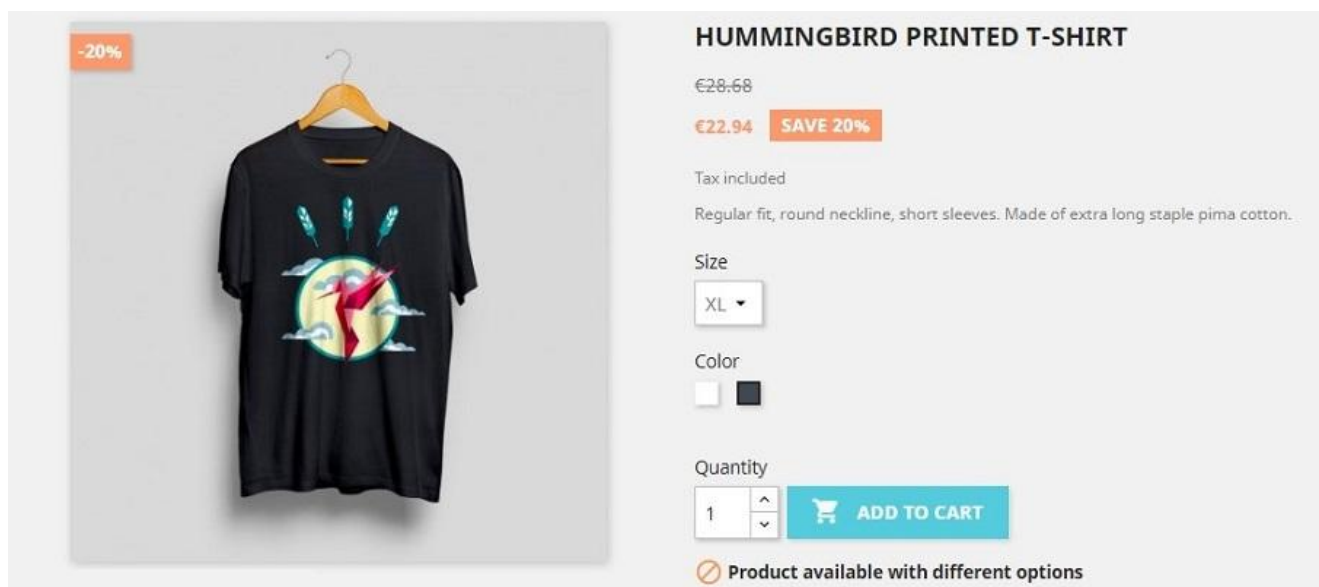 -20%
HUMMINGBIRD PRINTED T-SHIRT
€28.68
€22.94 SAVE 20%
Tax included
Regular fit, round neckline, short sleeves. Made of extra long staple pima cotton.
Size
XL
Color
Quantity
1 ADD TO CART
Product available with different options